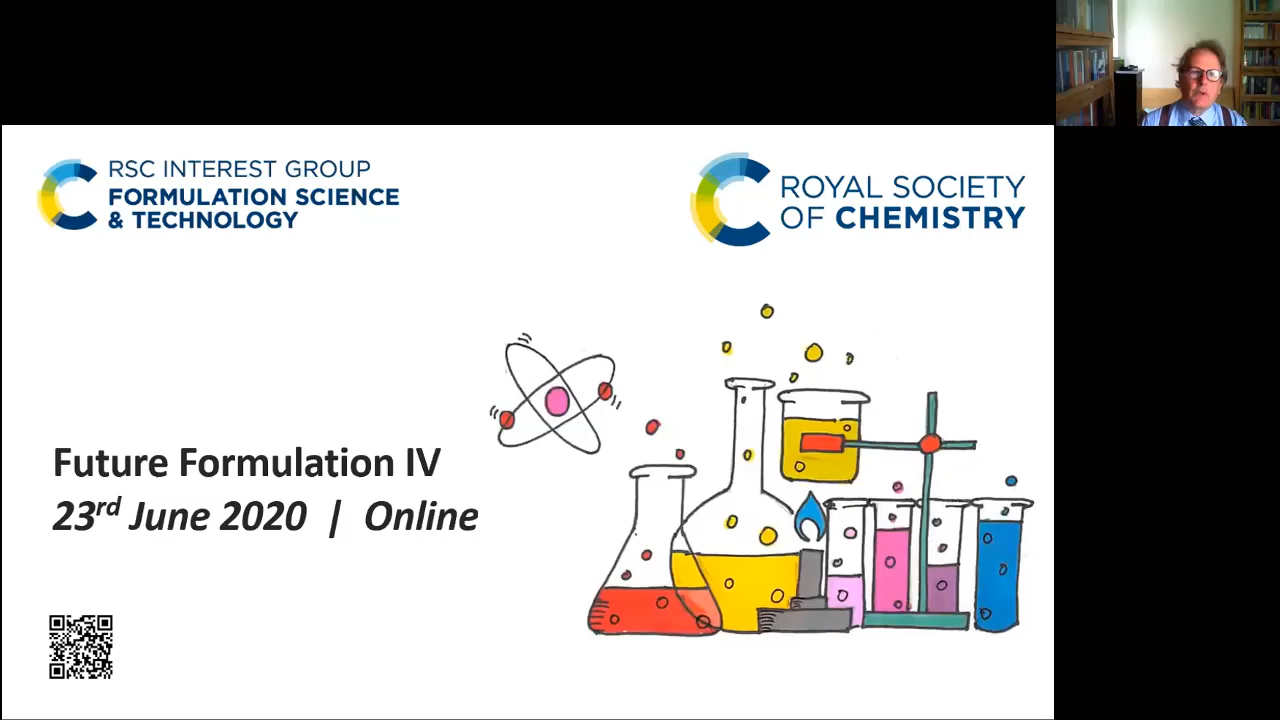 RSC INTEREST GROUP
FORMULATION SCIENCE
& TECHNOLOGY
ROYAL SOCIETY
OF CHEMISTRY
Future Formulation IV
23rd June 2020 | Online